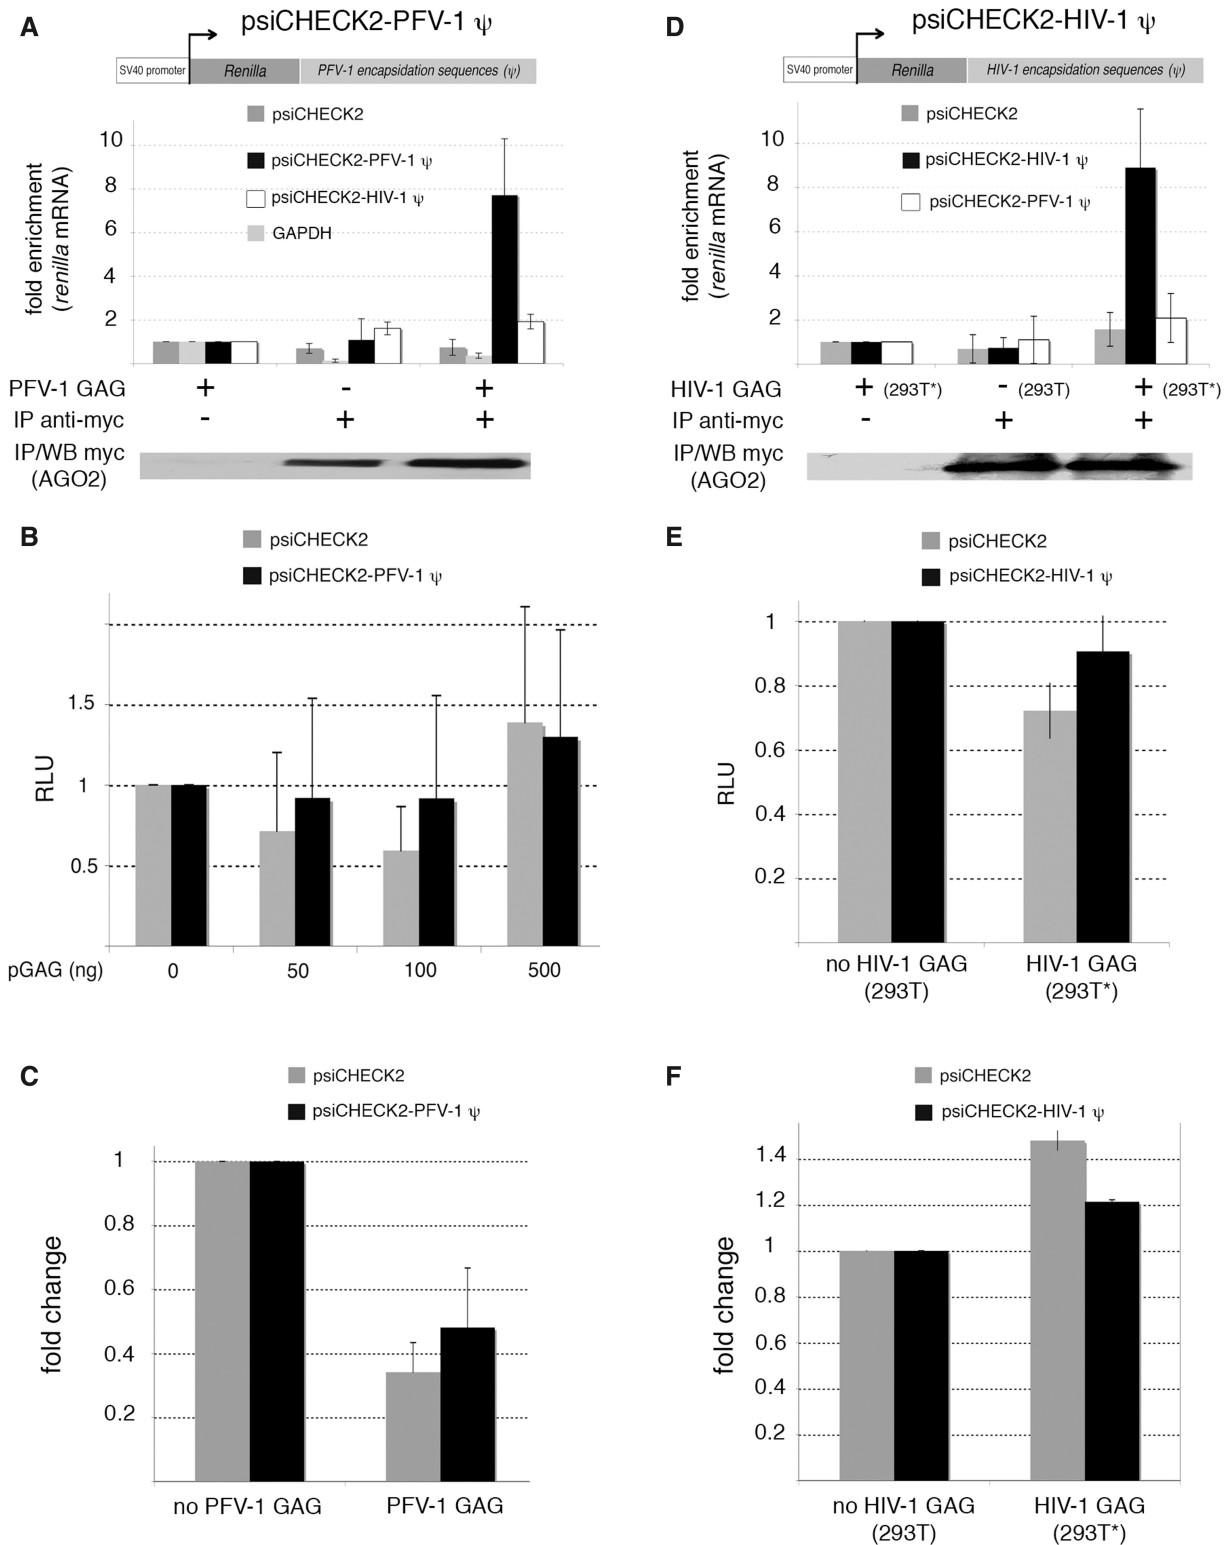 A
psiCHECK2-PFV-1 ψ
SV40 promoter
Renilla
PFV-1 encapsidation sequences (ψ)
psiCHECK2
psiCHECK2-PFV-1 ψ
psiCHECK2-HIV-1 ψ
GAPDH
fold enrichment
(renilla mRNA)
10
8
6
4
2
PFV-1 GAG + - +
IP anti-myc - + +
IP/WB myc
(AGO2)
B
psiCHECK2
psiCHECK2-PFV-1 ψ
RLU
1.5
1
0.5
pGAG (ng) 0 50 100 500
C
psiCHECK2
psiCHECK2-PFV-1 ψ
fold change
1
0.8
0.6
0.4
0.2
no PFV-1 GAG PFV-1 GAG
D
psiCHECK2-HIV-1 ψ
SV40 promoter
Renilla
HIV-1 encapsidation sequences (ψ)
psiCHECK2
psiCHECK2-HIV-1 ψ
psiCHECK2-PFV-1 ψ
fold enrichment
(renilla mRNA)
10
8
6
4
2
HIV-1 GAG + (293T*) - (293T) + (293T*)
IP anti-myc - + +
IP/WB myc
(AGO2)
E
psiCHECK2
psiCHECK2-HIV-1 ψ
RLU
1
0.8
0.6
0.4
0.2
no HIV-1 GAG HIV-1 GAG
(293T) (293T*)
F
psiCHECK2
psiCHECK2-HIV-1 ψ
fold change
1.4
1.2
1
0.8
0.6
0.4
0.2
no HIV-1 GAG HIV-1 GAG
(293T) (293T*)